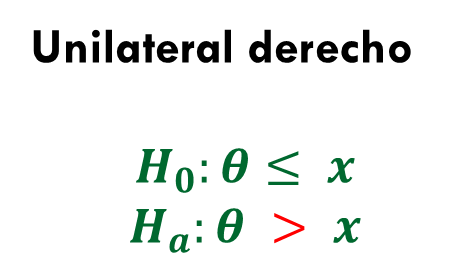 Unilateral derecho
H₀: θ ≤ x
Hₐ: θ > x